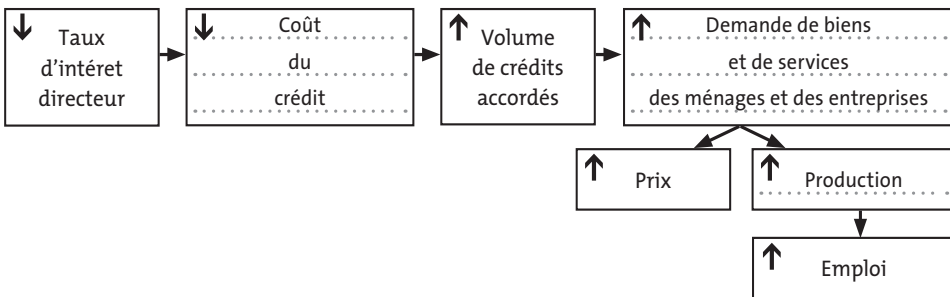 Taux
d'intéret
directeur
Coût
du
crédit
Volume
de crédits
accordés
Demande de biens
et de services
des ménages et des entreprises
Prix
Production
Emploi